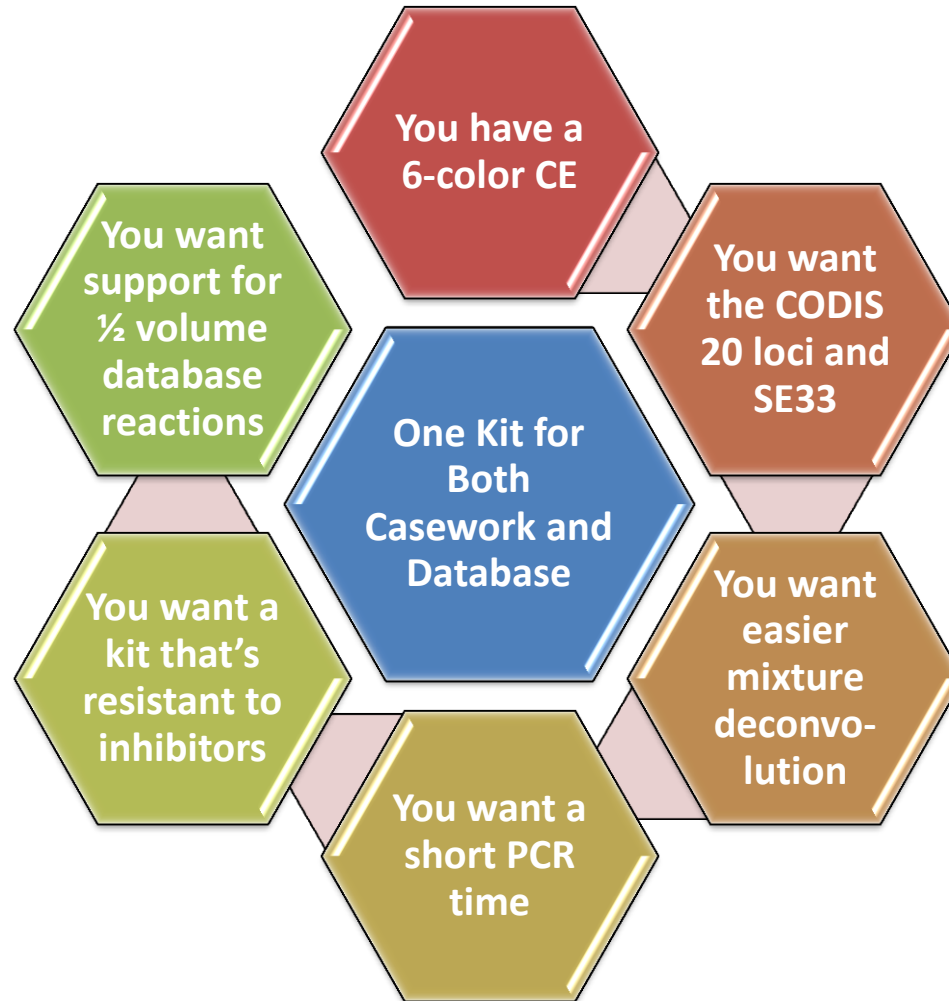 You have a
6-color CE
You want
the CODIS
20 loci and
SE33
You want
easier
mixture
deconvo-
lution
You want a
short PCR
time
You want a
kit that’s
resistant to
inhibitors
You want
support for
½ volume
database
reactions
One Kit for
Both
Casework and
Database